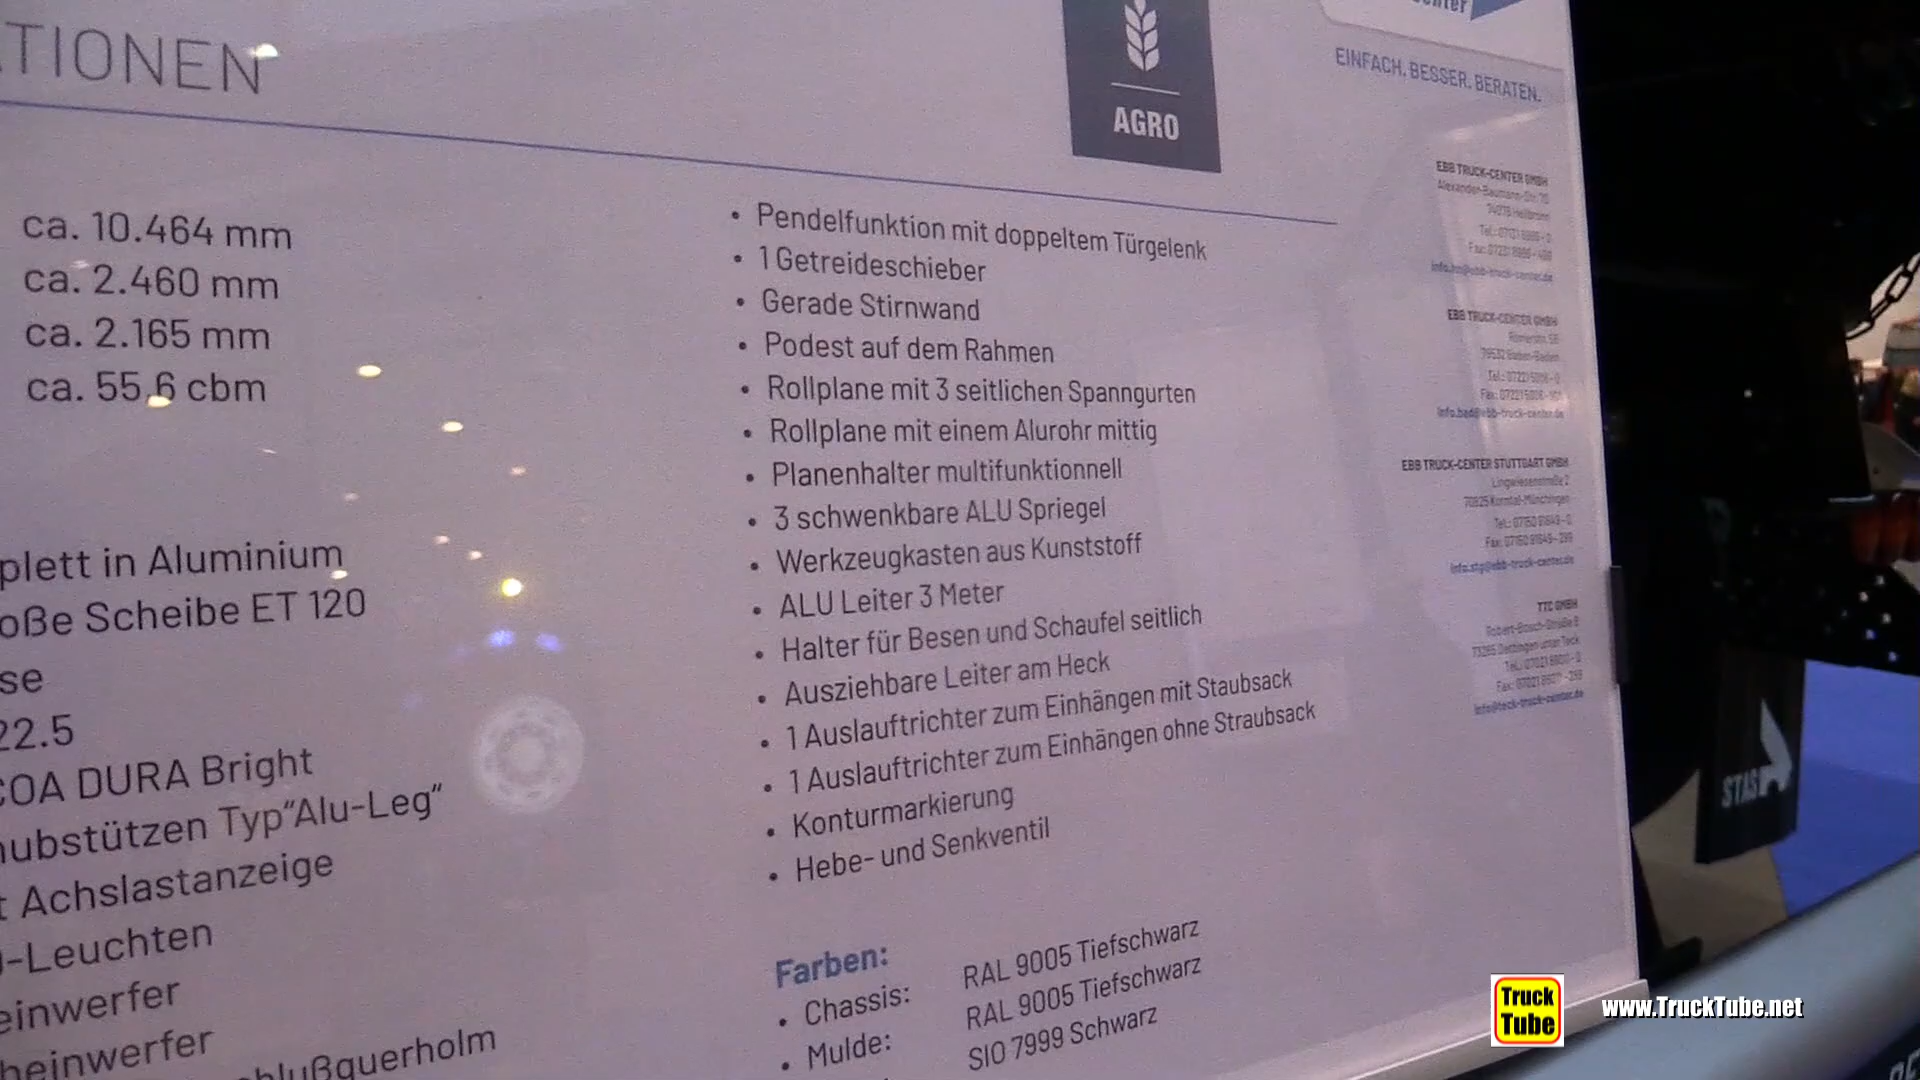 TIONEN
ca. 10.464 mm
ca. 2.460 mm
ca. 2.165 mm
ca. 55,6 cbm
plett in Aluminium
oße Scheibe ET 120
se
22.5
COA DURA Bright
ubstützen Typ“Alu-Leg”
t Achslastanzeige
-Leuchten
einwerfer
heinwerfer
hlußquerholm
AGRO
• Pendelfunktion mit doppeltem Türgelenk
• 1 Getreideschieber
• Gerade Stirnwand
• Podest auf dem Rahmen
• Rollplane mit 3 seitlichen Spanngurten
• Rollplane mit einem Alurohr mittig
• Planenhalter multifunktionnell
• 3 schwenkbare ALU Spriegel
• Werkzeugkasten aus Kunststoff
• ALU Leiter 3 Meter
• Halter für Besen und Schaufel seitlich
• Ausziehbare Leiter am Heck
• 1 Auslauftrichter zum Einhängen mit Staubsack
• 1 Auslauftrichter zum Einhängen ohne Straubsack
• Konturmarkierung
• Hebe- und Senkventil
Farben:
• Chassis: RAL 9005 Tiefschwarz
• Mulde: RAL 9005 Tiefschwarz
SIO 7999 Schwarz
EINFACH. BESSER. BERATEN.
EBB TRUCK-CENTER GMBH
EBB TRUCK-CENTER GMBH
EBB TRUCK-CENTER STUTTGART GMBH
TTC GMBH
STAS
Truck
Tube
www.TruckTube.net